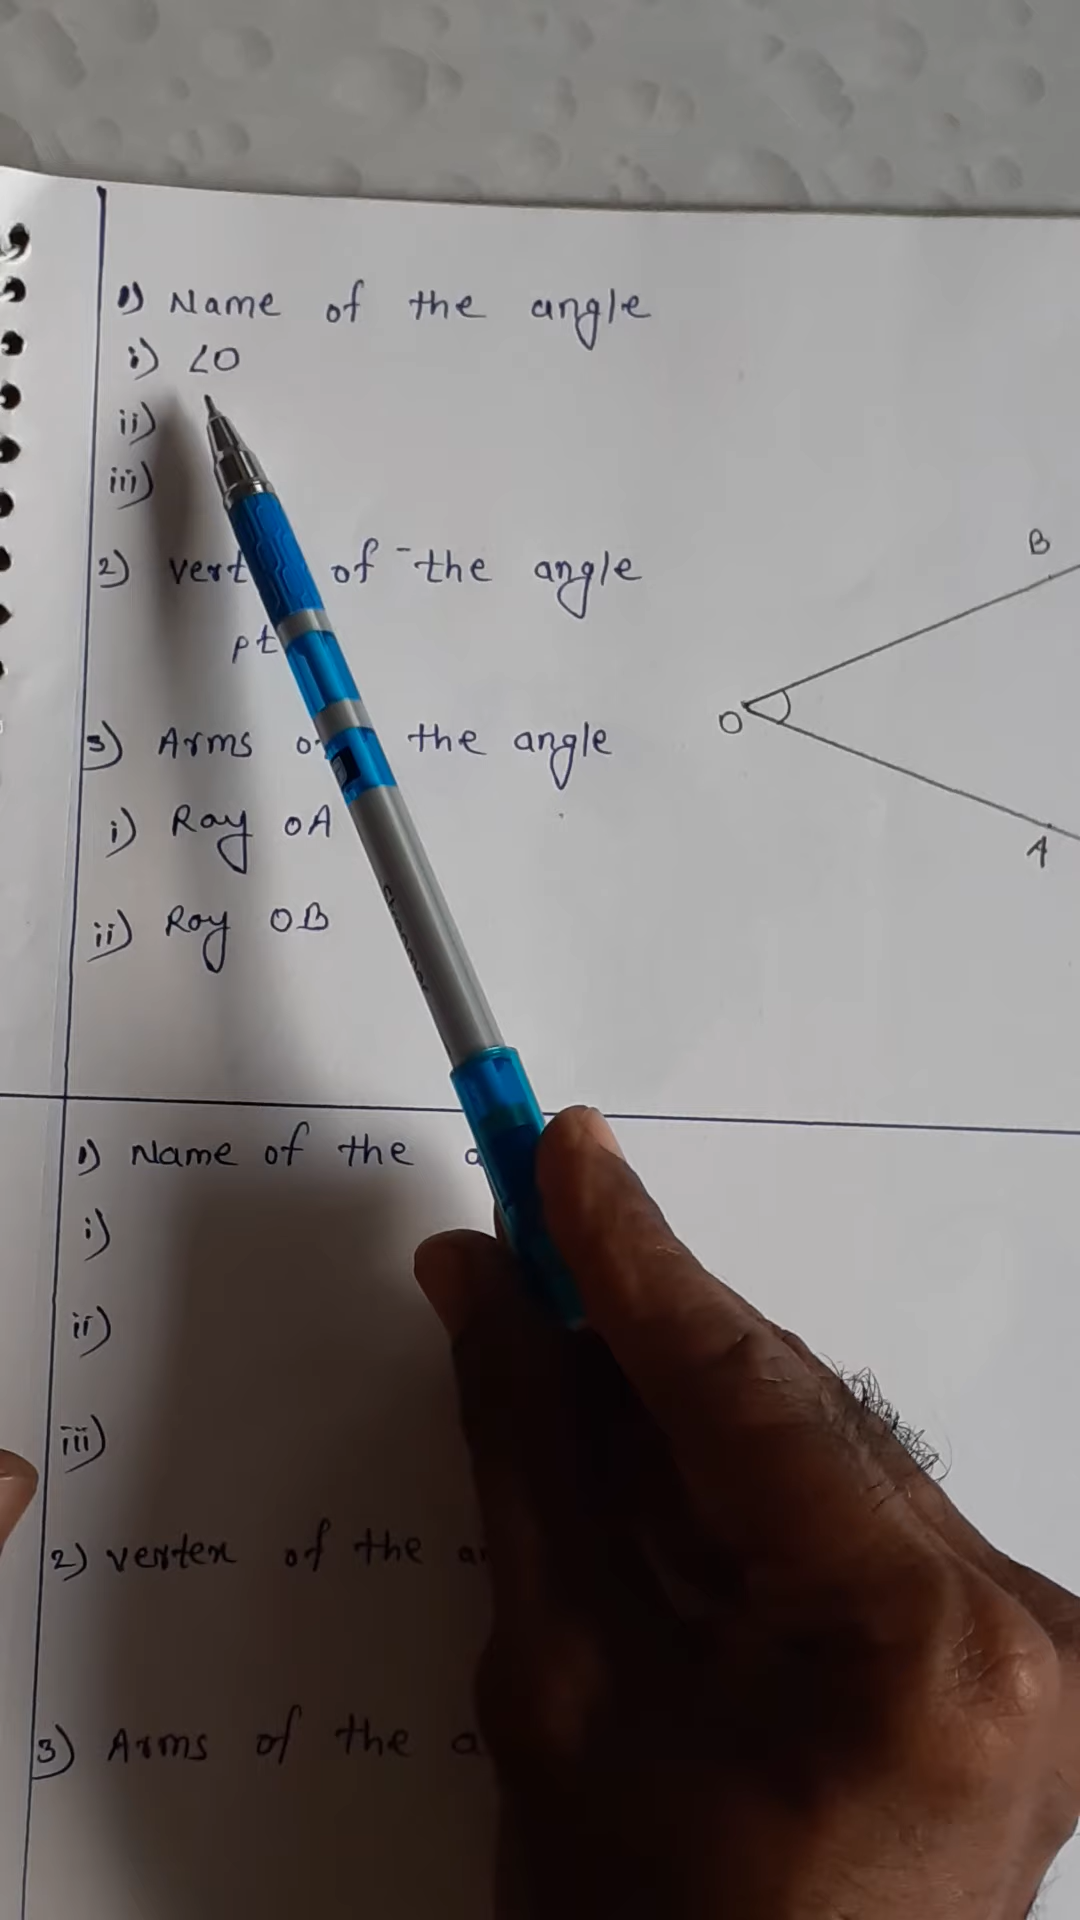 1) Name of the angle
i) ∠O
ii)
iii)
2) of the angle
pt
3) Arms of the angle
i) Ray OA
ii) Ray OB
B
O
A
1) Name of the
i)
ii)
iii)
2) vertex of the
3) Arms of the